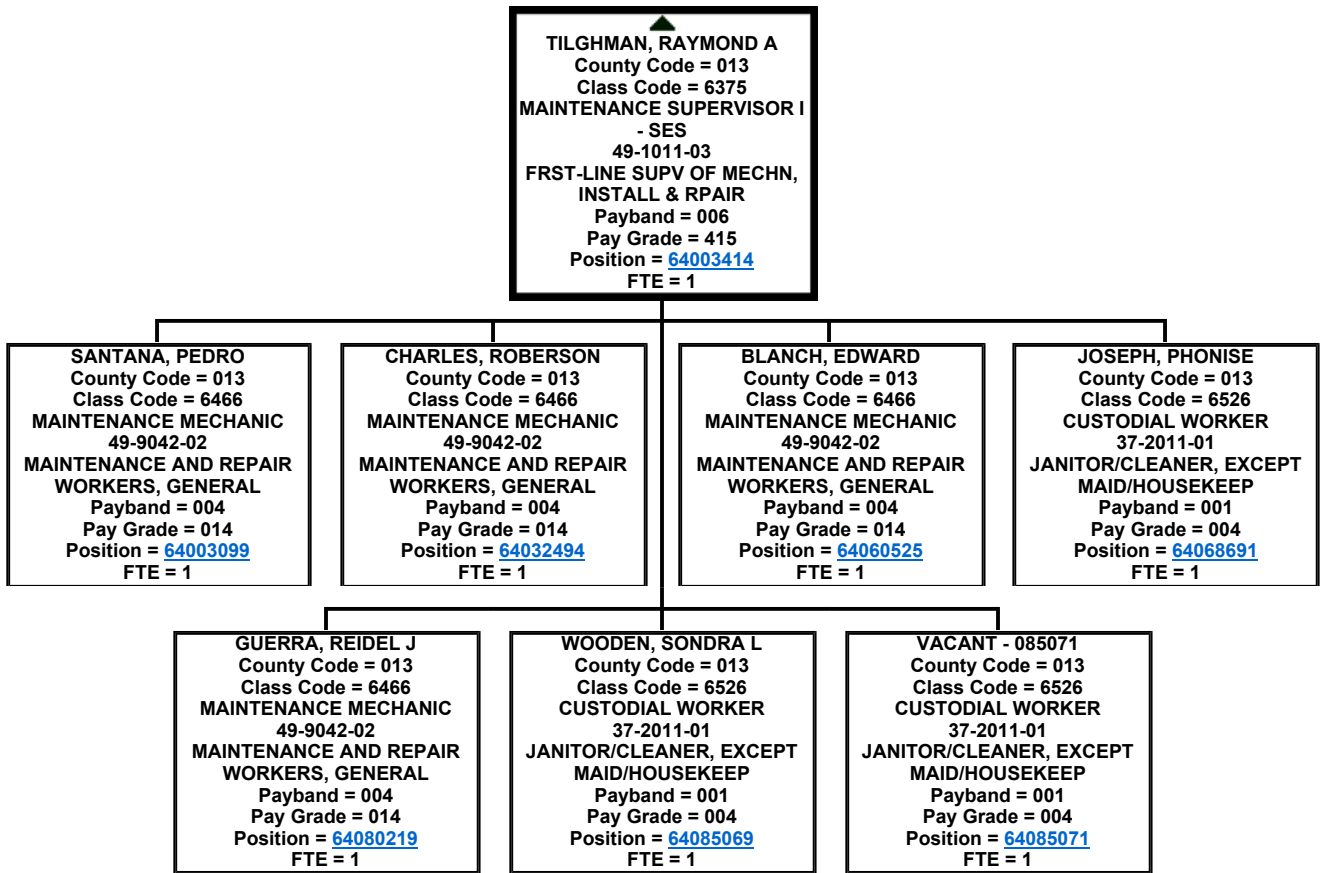 TILGHMAN, RAYMOND A
County Code = 013
Class Code = 6375
MAINTENANCE SUPERVISOR I
- SES
49-1011-03
FRST-LINE SUPV OF MECHN,
INSTALL & RPAIR
Payband = 006
Pay Grade = 415
Position = 64003414
FTE = 1
SANTANA, PEDRO
County Code = 013
Class Code = 6466
MAINTENANCE MECHANIC
49-9042-02
MAINTENANCE AND REPAIR
WORKERS, GENERAL
Payband = 004
Pay Grade = 014
Position = 64003099
FTE = 1
CHARLES, ROBERSON
County Code = 013
Class Code = 6466
MAINTENANCE MECHANIC
49-9042-02
MAINTENANCE AND REPAIR
WORKERS, GENERAL
Payband = 004
Pay Grade = 014
Position = 64032494
FTE = 1
BLANCH, EDWARD
County Code = 013
Class Code = 6466
MAINTENANCE MECHANIC
49-9042-02
MAINTENANCE AND REPAIR
WORKERS, GENERAL
Payband = 004
Pay Grade = 014
Position = 64060525
FTE = 1
JOSEPH, PHONISE
County Code = 013
Class Code = 6526
CUSTODIAL WORKER
37-2011-01
JANITOR/CLEANER, EXCEPT
MAID/HOUSEKEEP
Payband = 001
Pay Grade = 004
Position = 64068691
FTE = 1
GUERRA, REIDEL J
County Code = 013
Class Code = 6466
MAINTENANCE MECHANIC
49-9042-02
MAINTENANCE AND REPAIR
WORKERS, GENERAL
Payband = 004
Pay Grade = 014
Position = 64080219
FTE = 1
WOODEN, SONDRA L
County Code = 013
Class Code = 6526
CUSTODIAL WORKER
37-2011-01
JANITOR/CLEANER, EXCEPT
MAID/HOUSEKEEP
Payband = 001
Pay Grade = 004
Position = 64085069
FTE = 1
VACANT - 085071
County Code = 013
Class Code = 6526
CUSTODIAL WORKER
37-2011-01
JANITOR/CLEANER, EXCEPT
MAID/HOUSEKEEP
Payband = 001
Pay Grade = 004
Position = 64085071
FTE = 1